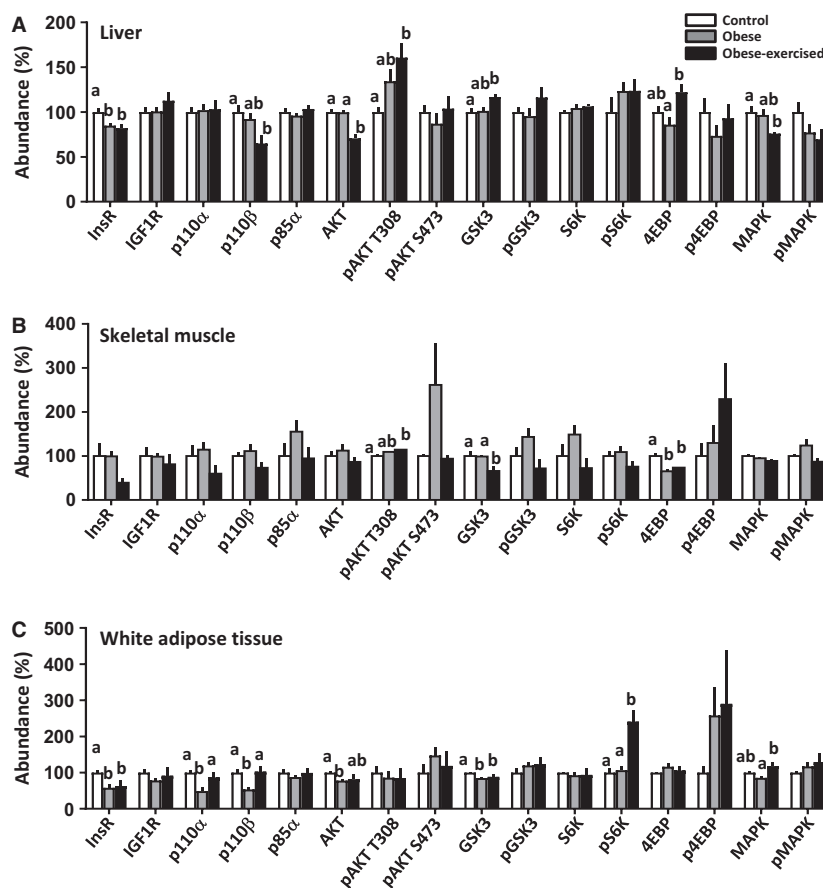 A
Liver
Control
Obese
Obese-exercised
Abundance (%)
200
150
100
50
0
a b b
a ab b
a a b
a ab b
a ab b
ab a b
a ab b
InsR IGF1R p110α p110β p85α AKT pAKT T308 pAKT S473 GSK3 pGSK3 S6K pS6K 4EBP p4EBP MAPK pMAPK
B
Skeletal muscle
Abundance (%)
400
300
200
100
0
a ab b
a a b
a b b
InsR IGF1R p110α p110β p85α AKT pAKT T308 pAKT S473 GSK3 pGSK3 S6K pS6K 4EBP p4EBP MAPK pMAPK
C
White adipose tissue
Abundance (%)
500
400
300
200
100
0
a b b
a b a
a b a
a b ab
a b b
a a b
ab a b
InsR IGF1R p110α p110β p85α AKT pAKT T308 pAKT S473 GSK3 pGSK3 S6K pS6K 4EBP p4EBP MAPK pMAPK